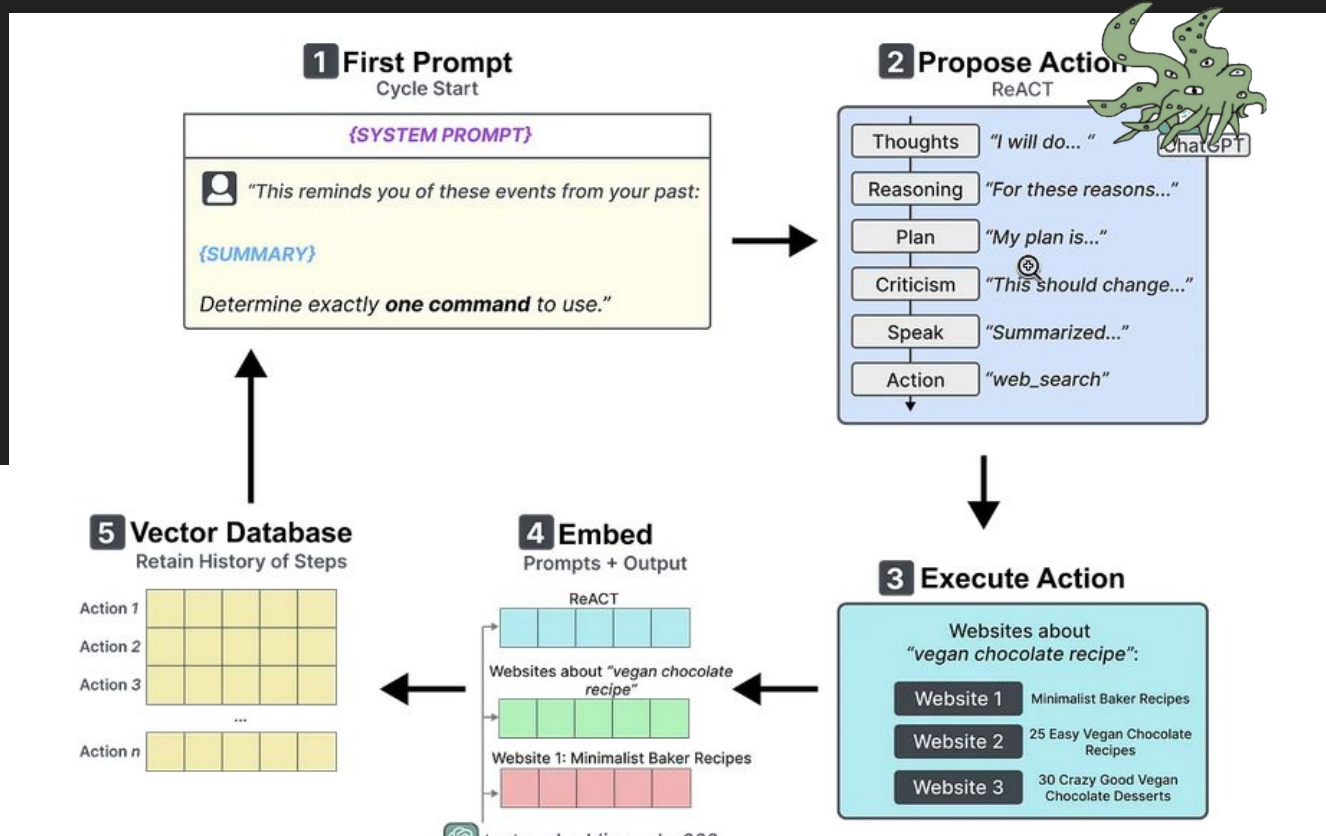 1 First Prompt
Cycle Start
{SYSTEM PROMPT}
"This reminds you of these events from your past:
{SUMMARY}
Determine exactly one command to use."
2 Propose Action
ReACT
ChatGPT
Thoughts "I will do... "
Reasoning "For these reasons..."
Plan "My plan is..."
Criticism "This should change..."
Speak "Summarized..."
Action "web_search"
3 Execute Action
Websites about
"vegan chocolate recipe":
Website 1 Minimalist Baker Recipes
Website 2 25 Easy Vegan Chocolate
Recipes
Website 3 30 Crazy Good Vegan
Chocolate Desserts
4 Embed
Prompts + Output
ReACT
Websites about "vegan chocolate
recipe"
Website 1: Minimalist Baker Recipes
5 Vector Database
Retain History of Steps
Action 1
Action 2
Action 3
...
Action n